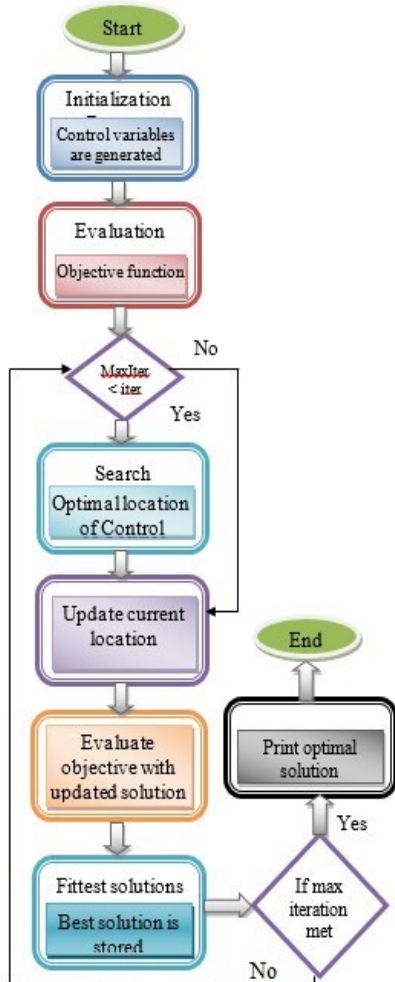 Start
Initialization
Control variables
are generated
Evaluation
Objective function
No
MaxIter
< iter
Yes
Search
Optimal location
of Control
Update current
location
End
Evaluate
objective with
updated solution
Print optimal
solution
Yes
Fittest solutions
Best solution is
stored
If max
iteration
met
No